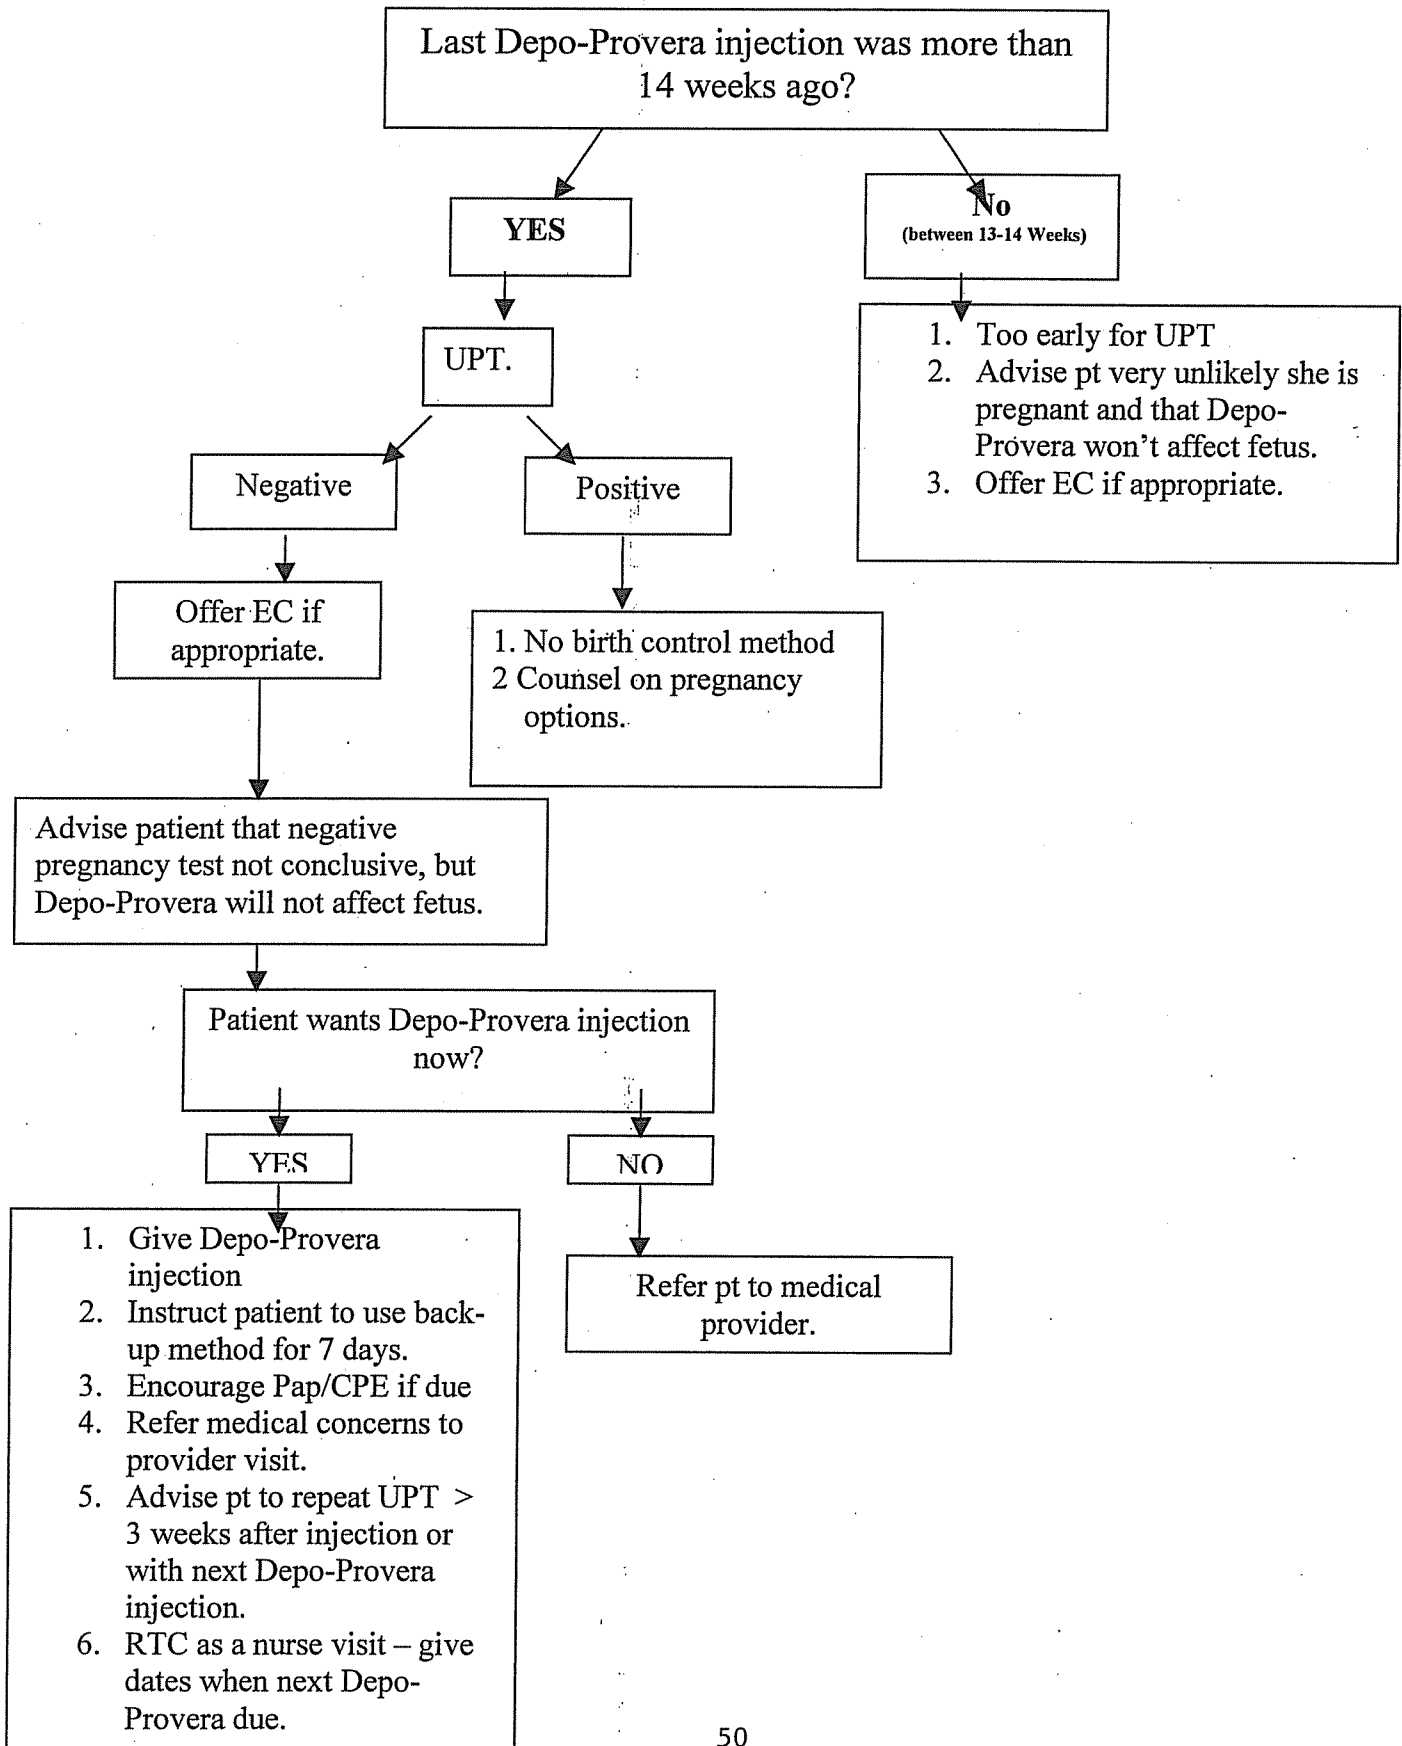 Last Depo-Provera injection was more than
14 weeks ago?
YES
No
(between 13-14 Weeks)
UPT.
1. Too early for UPT
2. Advise pt very unlikely she is
pregnant and that Depo-
Provera won't affect fetus.
3. Offer EC if appropriate.
Negative
Positive
Offer EC if
appropriate.
1. No birth control method
2 Counsel on pregnancy
options.
Advise patient that negative
pregnancy test not conclusive, but
Depo-Provera will not affect fetus.
Patient wants Depo-Provera injection
now?
YES
NO
1. Give Depo-Provera
injection
2. Instruct patient to use back-
up method for 7 days.
3. Encourage Pap/CPE if due
4. Refer medical concerns to
provider visit.
5. Advise pt to repeat UPT >
3 weeks after injection or
with next Depo-Provera
injection.
6. RTC as a nurse visit – give
dates when next Depo-
Provera due.
Refer pt to medical
provider.
50